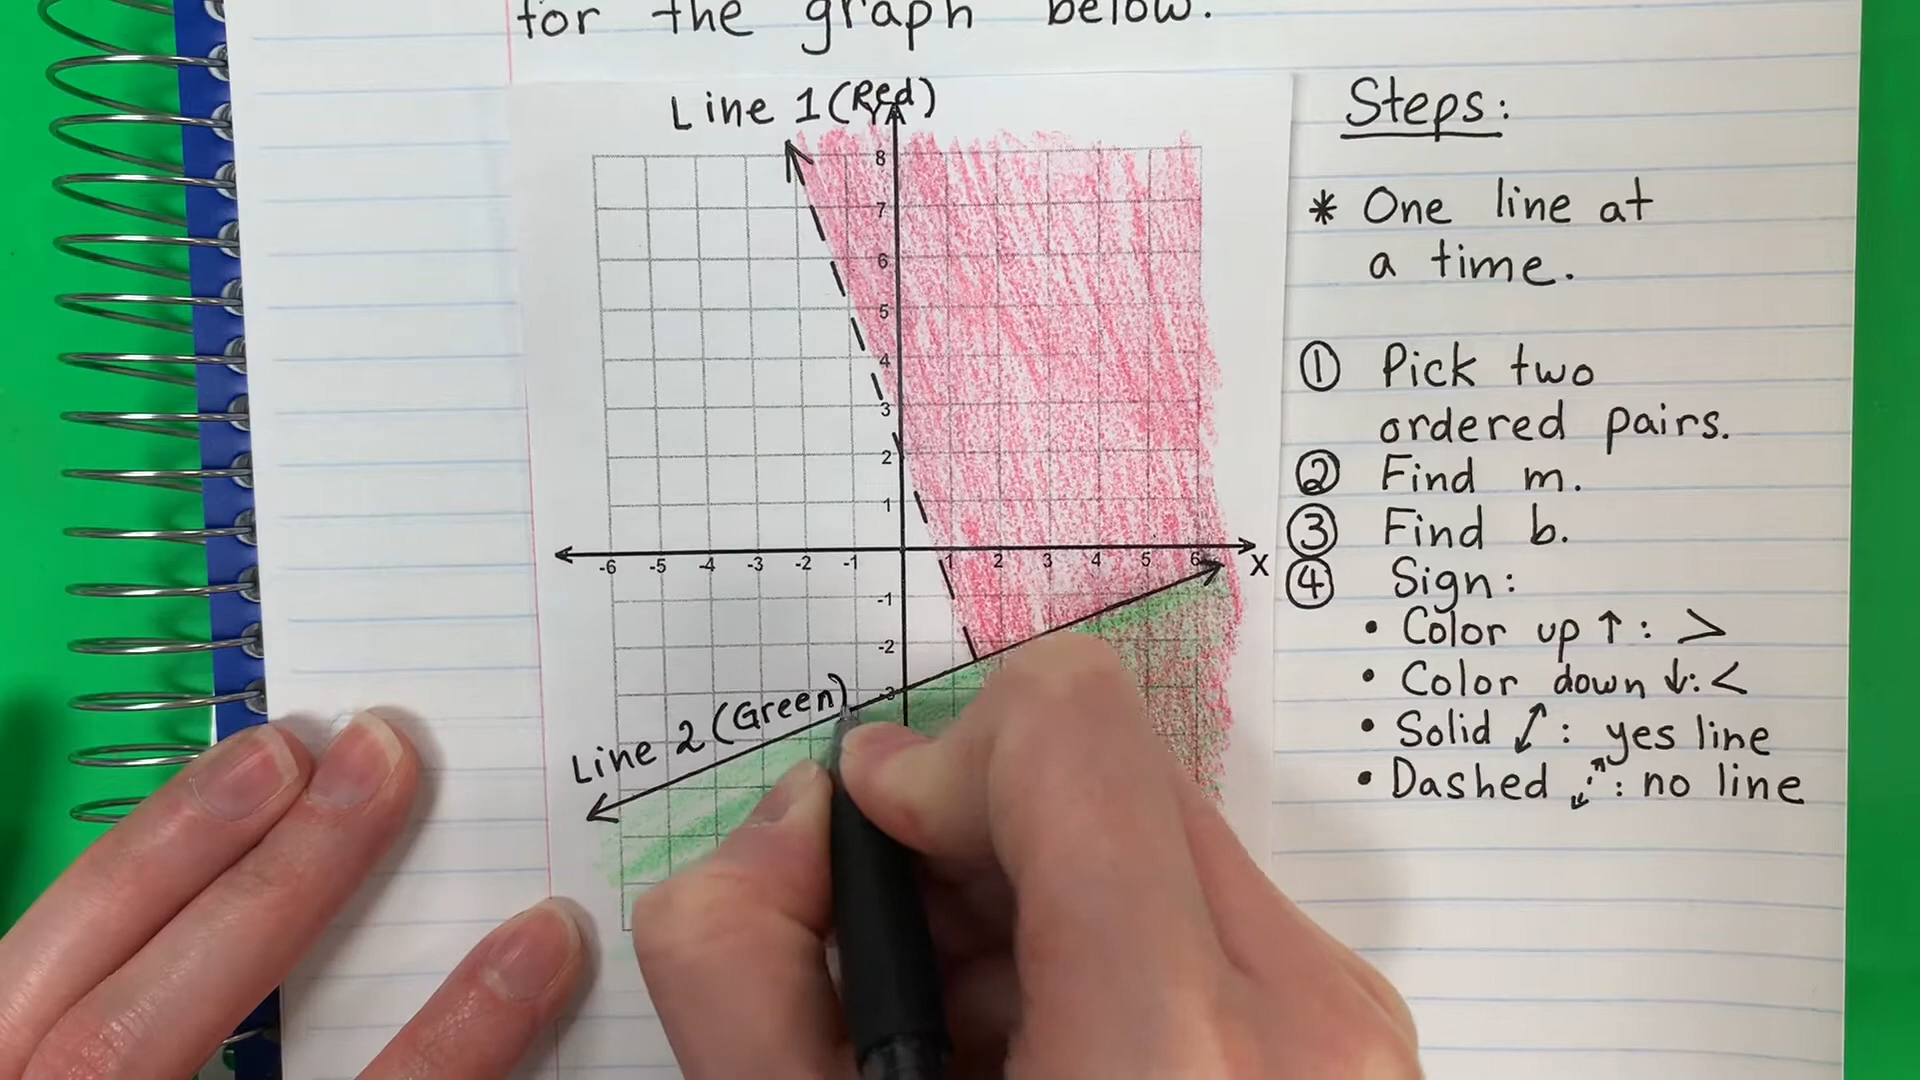 for the graph below.
Line 1 (Red)
Y
8
7
6
5
4
3
2
1
-6 -5 -4 -3 -2 -1 1 2 3 4 5 6 X
-1
-2
-3
Line 2 (Green)
Steps:
* One line at
a time.
① Pick two
ordered pairs.
② Find m.
③ Find b.
④ Sign:
• Color up ↑: >
• Color down ↓: <
• Solid ↗: yes line
• Dashed ↗: no line